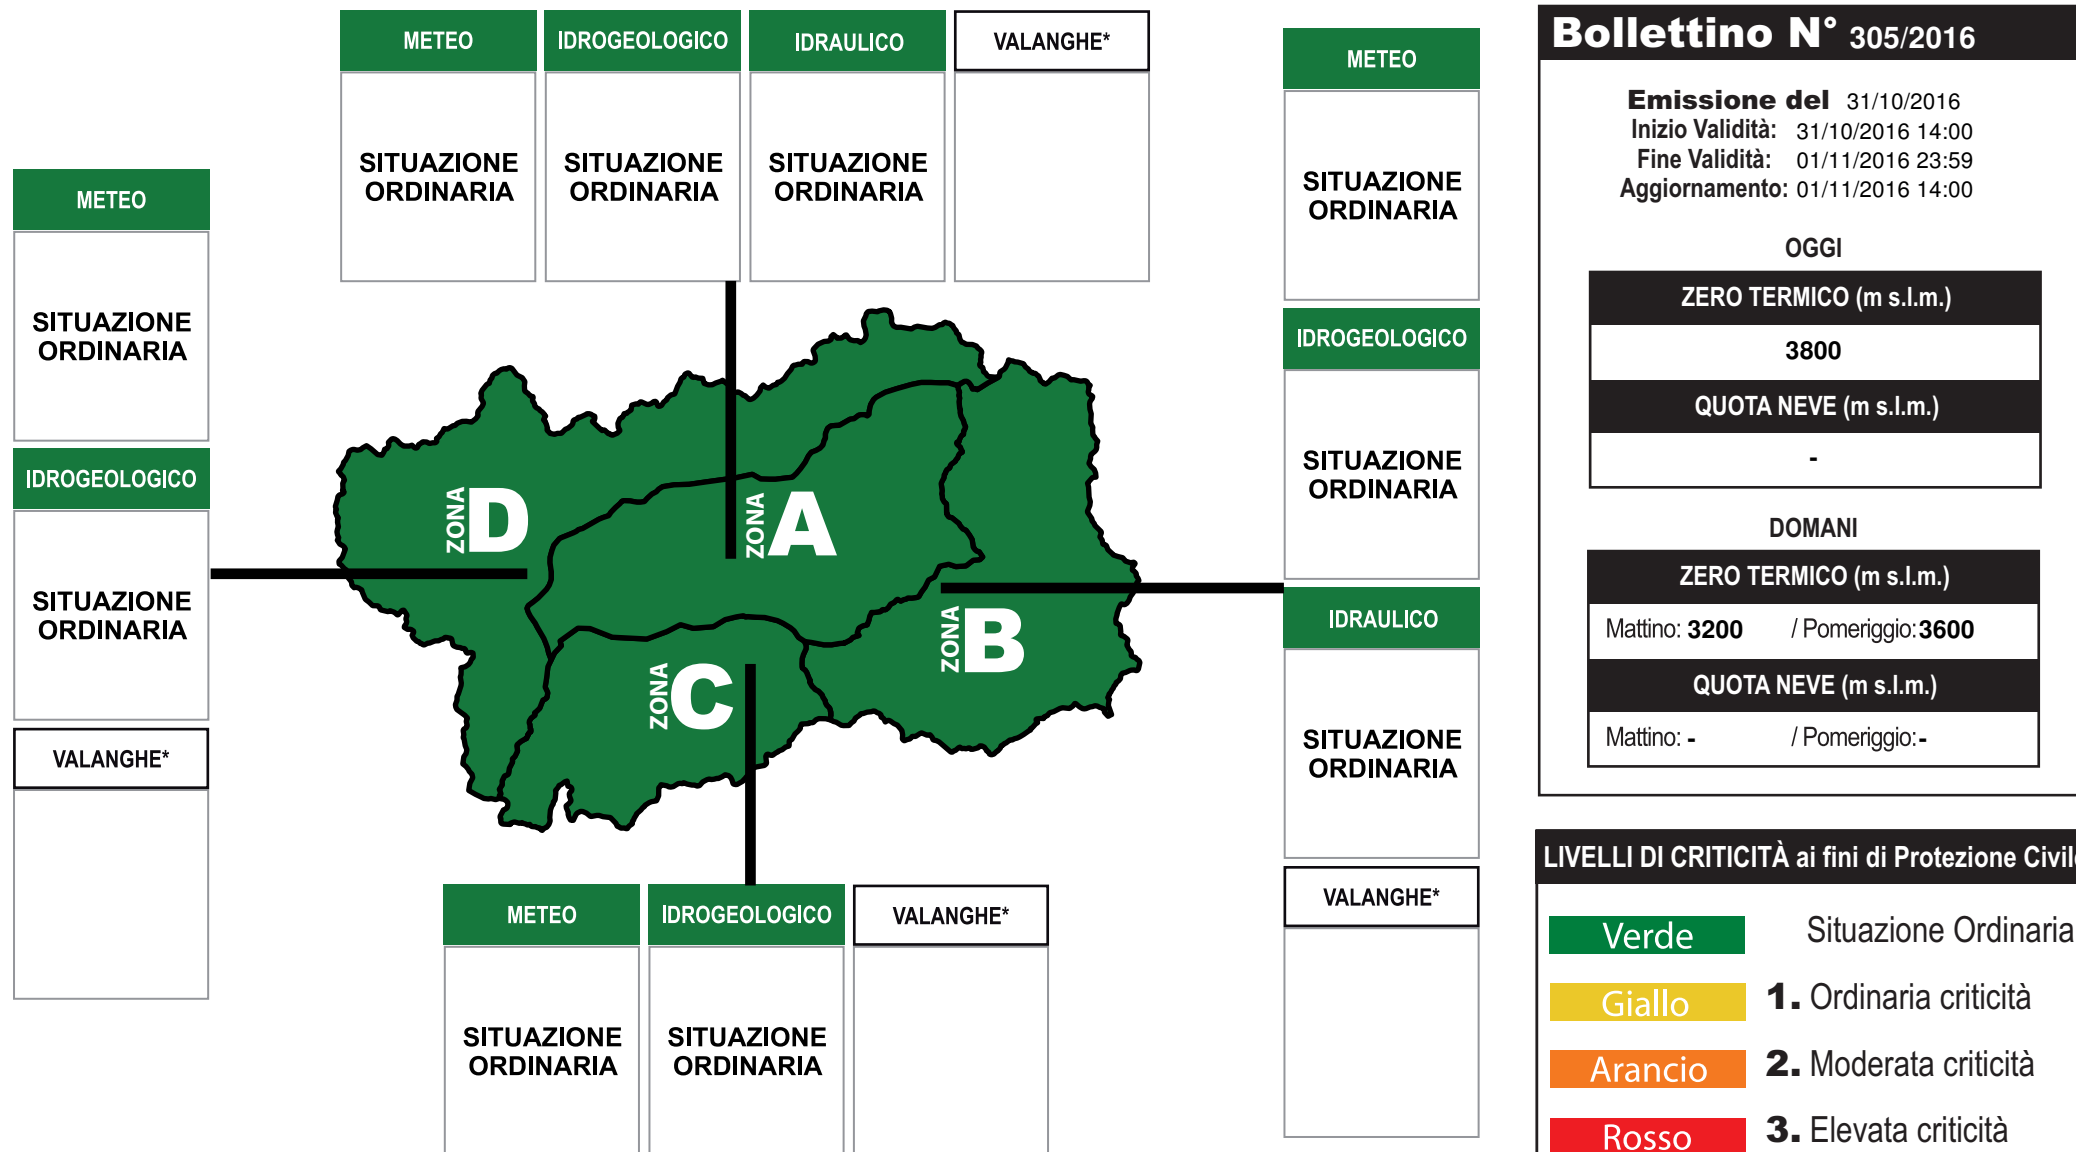 METEO IDROGEOLOGICO IDRAULICO VALANGHE*
SITUAZIONE ORDINARIA
SITUAZIONE ORDINARIA
SITUAZIONE ORDINARIA
METEO
SITUAZIONE
ORDINARIA
IDROGEOLOGICO
SITUAZIONE
ORDINARIA
VALANGHE*
ZONA D
ZONA A
ZONA B
ZONA C
METEO
SITUAZIONE
ORDINARIA
IDROGEOLOGICO
SITUAZIONE
ORDINARIA
IDRAULICO
SITUAZIONE
ORDINARIA
VALANGHE*
METEO IDROGEOLOGICO VALANGHE*
SITUAZIONE ORDINARIA
SITUAZIONE ORDINARIA
Bollettino N° 305/2016
Emissione del 31/10/2016
Inizio Validità: 31/10/2016 14:00
Fine Validità: 01/11/2016 23:59
Aggiornamento: 01/11/2016 14:00
OGGI
ZERO TERMICO (m s.l.m.)
3800
QUOTA NEVE (m s.l.m.)
-
DOMANI
ZERO TERMICO (m s.l.m.)
Mattino: 3200 / Pomeriggio: 3600
QUOTA NEVE (m s.l.m.)
Mattino: - / Pomeriggio: -
LIVELLI DI CRITICITÀ ai fini di Protezione Civil
Verde Situazione Ordinaria
Giallo 1. Ordinaria criticità
Arancio 2. Moderata criticità
Rosso 3. Elevata criticità